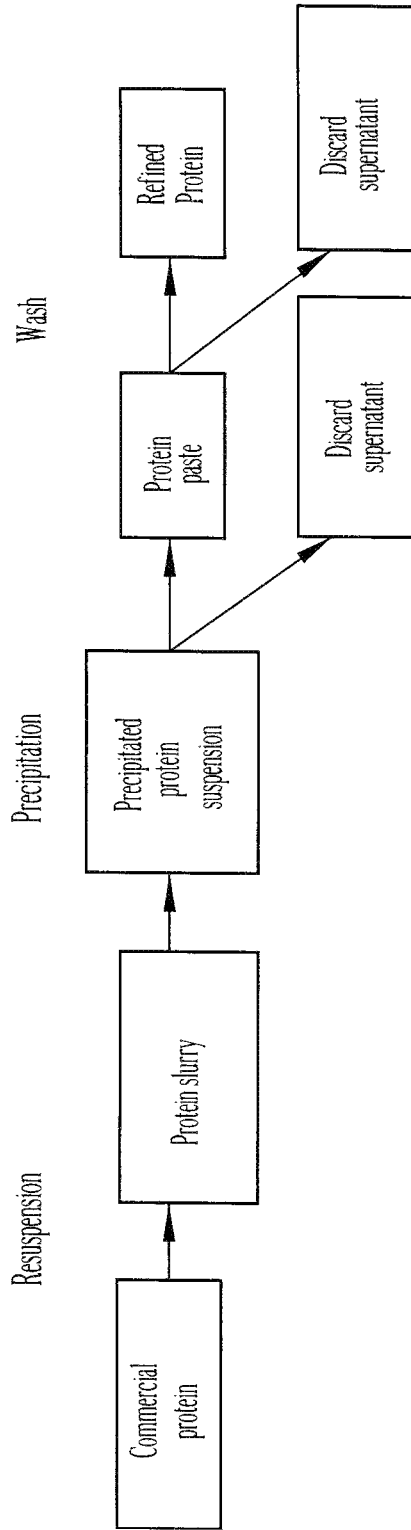 Resuspension
Precipitation
Wash
Commercial
protein
Protein slurry
Precipitated
protein
suspension
Protein
paste
Refined
Protein
Discard
supernatant
Discard
supernatant